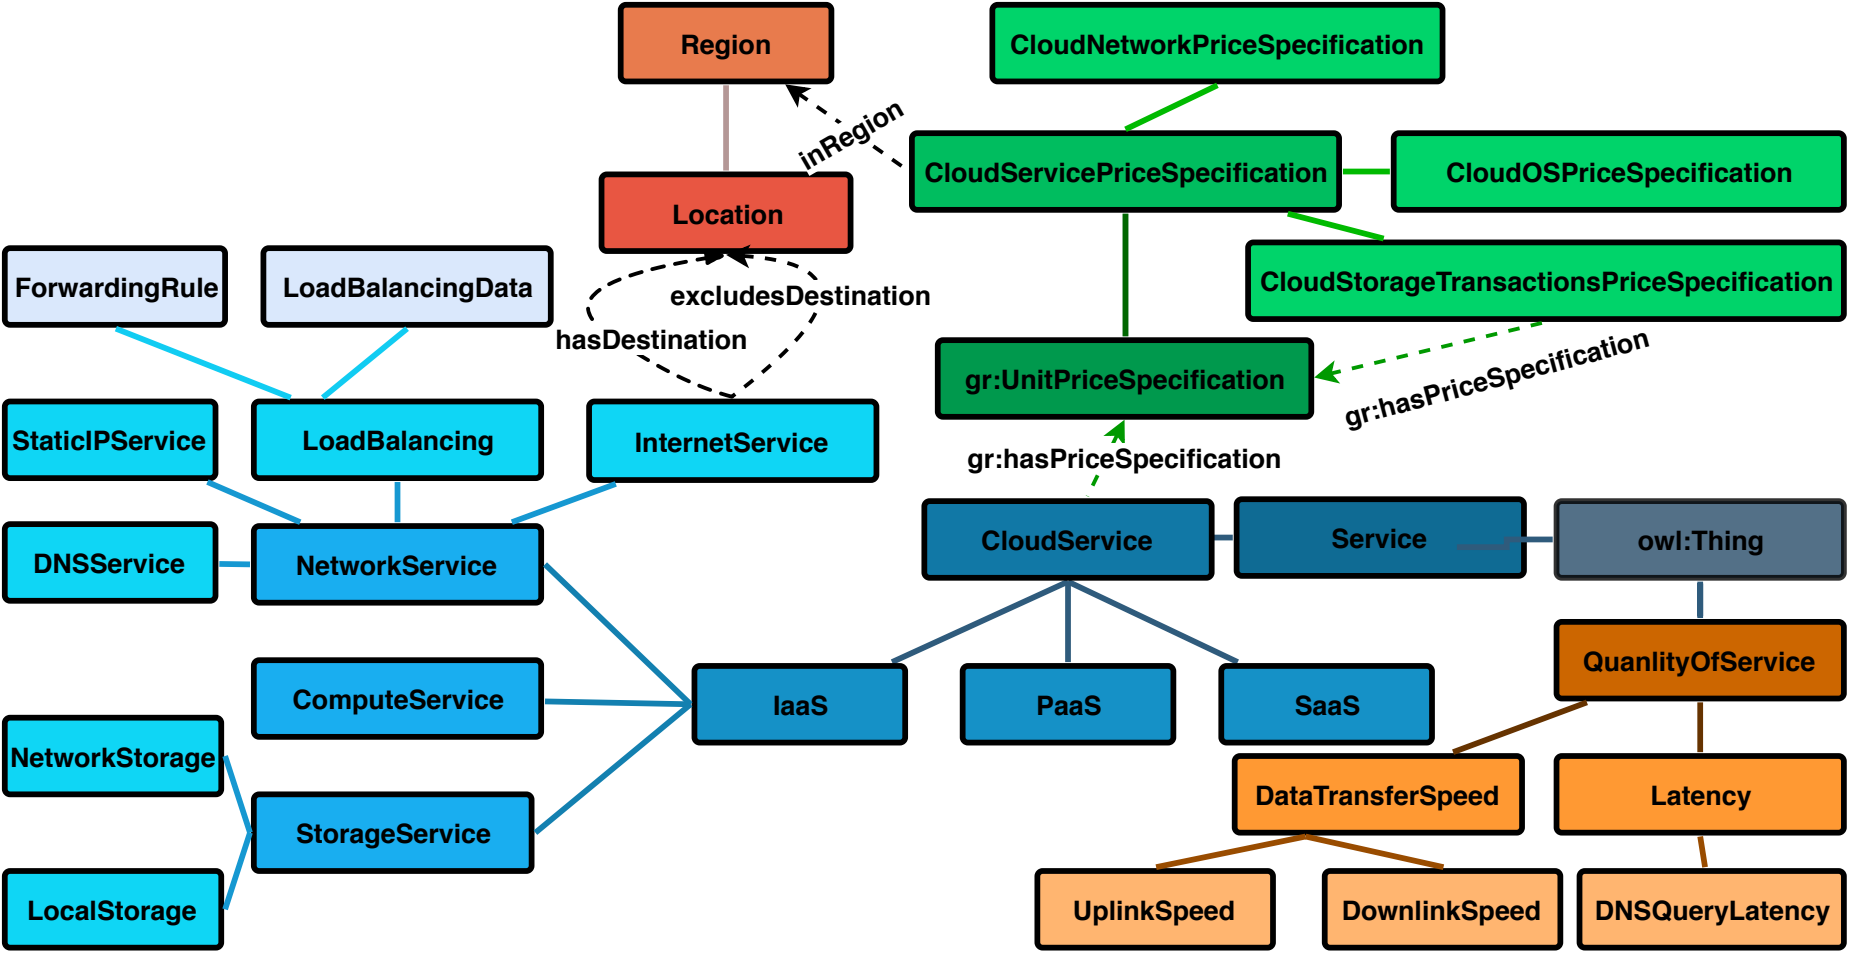 Region
CloudNetworkPriceSpecification
inRegion
CloudServicePriceSpecification
CloudOSPriceSpecification
Location
ForwardingRule
LoadBalancingData
excludesDestination
CloudStorageTransactionsPriceSpecification
hasDestination
gr:UnitPriceSpecification
gr:hasPriceSpecification
StaticIPService
LoadBalancing
InternetService
gr:hasPriceSpecification
DNSService
NetworkService
CloudService
Service
owl:Thing
QuanlityOfService
ComputeService
IaaS
PaaS
SaaS
NetworkStorage
StorageService
DataTransferSpeed
Latency
LocalStorage
UplinkSpeed
DownlinkSpeed
DNSQueryLatency